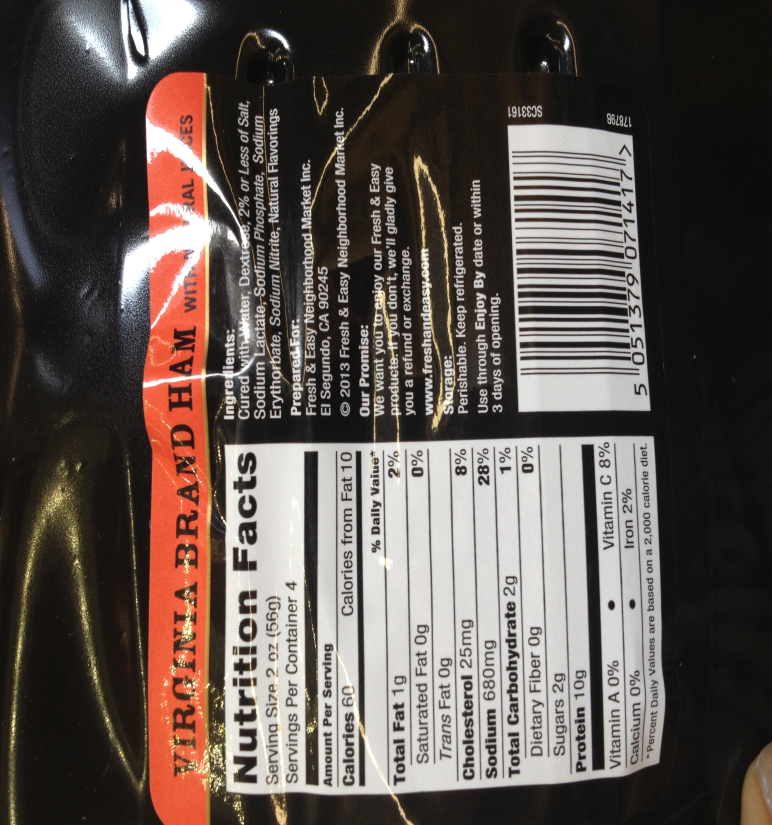 VIRGINIA BRAND HAM WITH NATURAL JUICES
Nutrition Facts
Serving Size 2 oz (56g)
Servings Per Container 4
Amount Per Serving
Calories 60 Calories from Fat 10
% Daily Value*
Total Fat 1g 2%
Saturated Fat 0g 0%
Trans Fat 0g
Cholesterol 25mg 8%
Sodium 680mg 28%
Total Carbohydrate 2g 1%
Dietary Fiber 0g 0%
Sugars 2g
Protein 10g
Vitamin A 0% • Vitamin C 8%
Calcium 0% • Iron 2%
* Percent Daily Values are based on a 2,000 calorie diet.
Ingredients:
Cured with Water, Dextrose, 2% or Less of Salt,
Sodium Lactate, Sodium Phosphate, Sodium
Erythorbate, Sodium Nitrite, Natural Flavorings
Prepared For:
Fresh & Easy Neighborhood Market Inc.
El Segundo, CA 90245
© 2013 Fresh & Easy Neighborhood Market Inc.
Our Promise:
We want you to enjoy our Fresh & Easy
products. If you don't, we'll gladly give
you a refund or exchange.
www.freshandeasy.com
Storage:
Perishable. Keep refrigerated.
Use through Enjoy By date or within
3 days of opening.
SC33161
17879B
5 051379 071417 >